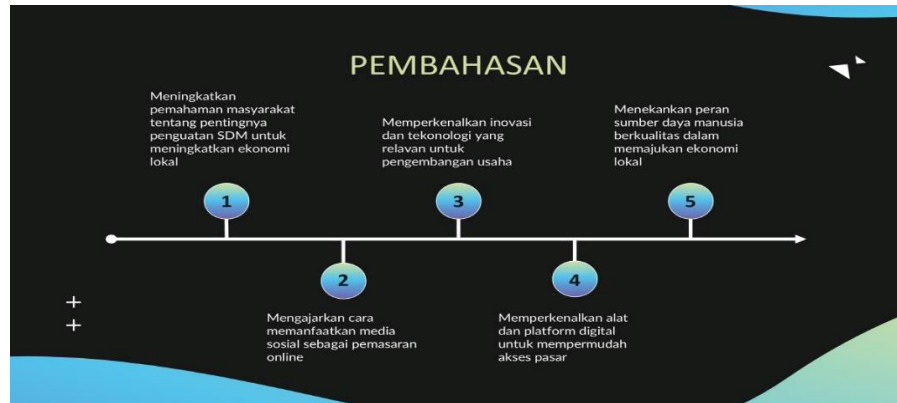 PEMBAHASAN
Meningkatkan
pemahaman masyarakat
tentang pentingnya
penguatan SDM untuk
meningkatkan ekonomi
lokal
1
Mengajarkan cara
memanfaatkan media
sosial sebagai pemasaran
online
2
Memperkenalkan inovasi
dan tekonologi yang
relavan untuk
pengembangan usaha
3
Memperkenalkan alat
dan platform digital
untuk mempermudah
akses pasar
4
Menekankan peran
sumber daya manusia
berkualitas dalam
memajukan ekonomi
lokal
5